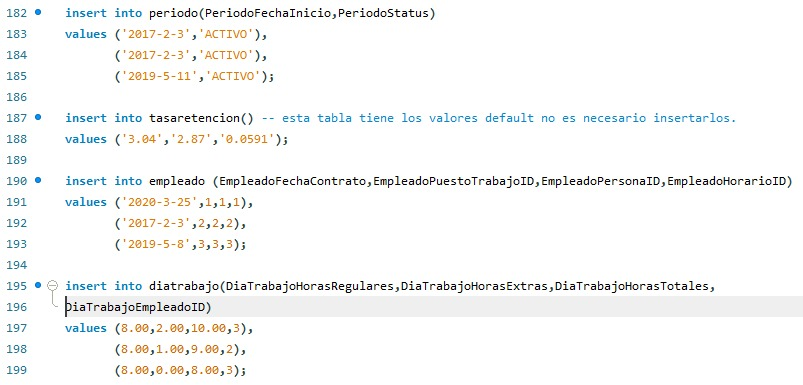 182 insert into periodo(PeriodoFechaInicio,PeriodoStatus)
183 values ('2017-2-3','ACTIVO'),
184 ('2017-2-3','ACTIVO'),
185 ('2019-5-11','ACTIVO');
186
187 insert into tasaretencion() -- esta tabla tiene los valores default no es necesario insertarlos.
188 values ('3.04','2.87','0.0591');
189
190 insert into empleado (EmpleadoFechaContrato,EmpleadoPuestoTrabajoID,EmpleadoPersonaID,EmpleadoHorarioID)
191 values ('2020-3-25',1,1,1),
192 ('2017-2-3',2,2,2),
193 ('2019-5-8',3,3,3);
194
195 insert into diatrabajo(DiaTrabajoHorasRegulares,DiaTrabajoHorasExtras,DiaTrabajoHorasTotales,
196 DiaTrabajoEmpleadoID)
197 values (8.00,2.00,10.00,3),
198 (8.00,1.00,9.00,2),
199 (8.00,0.00,8.00,3);